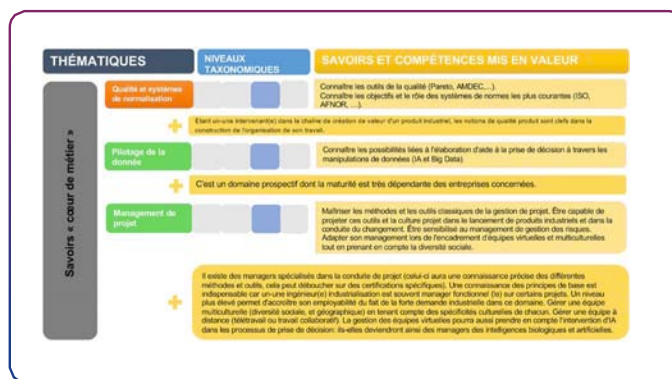 THÉMATIQUES
NIVEAUX
TAXONOMIQUES
SAVOIRS ET COMPÉTENCES MIS EN VALEUR
Savoirs « cœur de métier »
Qualité et systèmes
de normalisation
Connaître les outils de la qualité (Pareto, AMDEC,…).
Connaître les objectifs et le rôle des systèmes de normes les plus courantes (ISO,
AFNOR, …).
Etant un-une intervenant(e) dans la chaîne de création de valeur d'un produit industriel, les notions de qualité produit sont clefs dans la
construction de l'organisation de son travail.
Pilotage de la
donnée
Connaître les possibilités liées à l'élaboration d'aide à la prise de décision à travers les
manipulations de données (IA et Big Data).
C'est un domaine prospectif dont la maturité est très dépendante des entreprises concernées.
Management de
projet
Maîtriser les méthodes et les outils classiques de la gestion de projet. Être capable de
projeter ces outils et la culture projet dans le lancement de produits industriels et dans la
conduite du changement. Être sensibilisé au management de gestion des risques.
Adapter son management lors de l'encadrement d'équipes virtuelles et multiculturelles
tout en prenant en compte la diversité sociale.
Il existe des managers spécialisés dans la conduite de projet (celui-ci aura une connaissance précise des différentes
méthodes et outils, cela peut déboucher sur des certifications spécifiques). Une connaissance des principes de base est
indispensable car un-une ingénieur(e) industrialisation est souvent manager fonctionnel (le) sur certains projets. Un niveau
plus élevé permet d'accroître son employabilité du fait de la forte demande industrielle dans ce domaine. Gérer une équipe
multiculturelle (diversité sociale, et géographique) en tenant compte des spécificités culturelles de chacun. Gérer une équipe à
distance (télétravail ou travail collaboratif). La gestion des équipes virtuelles pourra aussi prendre en compte l'intervention d'IA
dans les processus de prise de décision: ils-elles deviendront ainsi des managers des intelligences biologiques et artificielles.